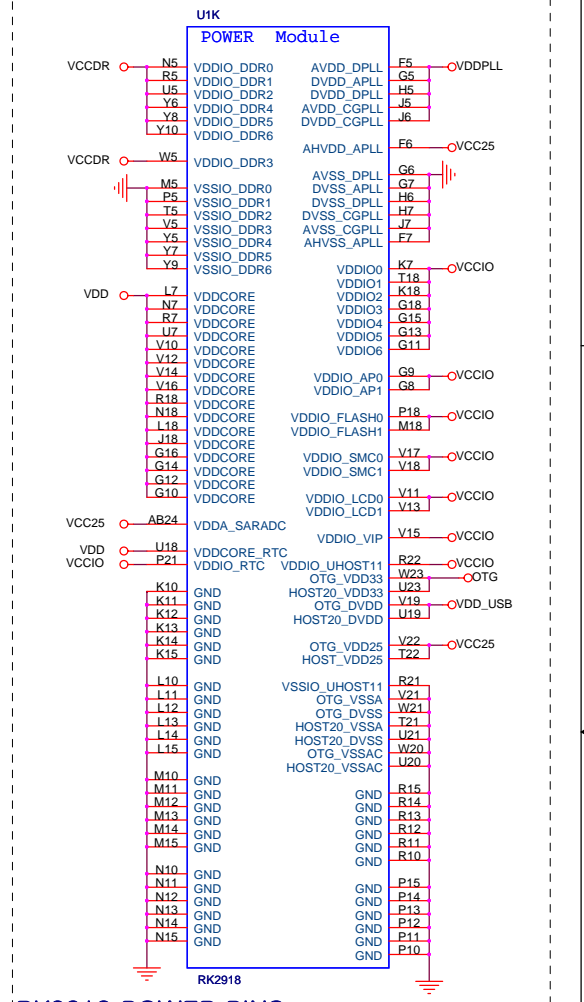 U1K
POWER Module
VCCDR N5 VDDIO_DDR0
R5 VDDIO_DDR1
U5 VDDIO_DDR2
Y6 VDDIO_DDR4
Y8 VDDIO_DDR5
Y10 VDDIO_DDR6
VCCDR W5 VDDIO_DDR3
M5 VSSIO_DDR0
P5 VSSIO_DDR1
T5 VSSIO_DDR2
V5 VSSIO_DDR3
Y5 VSSIO_DDR4
Y7 VSSIO_DDR5
Y9 VSSIO_DDR6
VDD L7 VDDCORE
N7 VDDCORE
R7 VDDCORE
U7 VDDCORE
V10 VDDCORE
V12 VDDCORE
V14 VDDCORE
V16 VDDCORE
R18 VDDCORE
N18 VDDCORE
L18 VDDCORE
J18 VDDCORE
G16 VDDCORE
G14 VDDCORE
G12 VDDCORE
G10 VDDCORE
VCC25 AB24 VDDA_SARADC
VDD U18 VDDCORE_RTC
VCCIO P21 VDDIO_RTC
K10 GND
K11 GND
K12 GND
K13 GND
K14 GND
K15 GND
L10 GND
L11 GND
L12 GND
L13 GND
L14 GND
L15 GND
M10 GND
M11 GND
M12 GND
M13 GND
M14 GND
M15 GND
N10 GND
N11 GND
N12 GND
N13 GND
N14 GND
N15 GND
AVDD_DPLL F5 VDDPLL
DVDD_APLL G5
DVDD_DPLL H5
AVDD_CGPLL J5
DVDD_CGPLL J6
AHVDD_APLL F6 VCC25
AVSS_DPLL G6
DVSS_APLL G7
DVSS_DPLL H6
DVSS_CGPLL H7
AVSS_CGPLL J7
AHVSS_APLL F7
VDDIO0 K7 VCCIO
VDDIO1 T18
VDDIO2 K18
VDDIO3 G18
VDDIO4 G15
VDDIO5 G13
VDDIO6 G11
VDDIO_AP0 G9 VCCIO
VDDIO_AP1 G8
VDDIO_FLASH0 P18 VCCIO
VDDIO_FLASH1 M18
VDDIO_SMC0 V17 VCCIO
VDDIO_SMC1 V18
VDDIO_LCD0 V11 VCCIO
VDDIO_LCD1 V13
VDDIO_VIP V15 VCCIO
VDDIO_UHOST11 R22 VCCIO
OTG_VDD33 W23 OTG
HOST20_VDD33 U23
OTG_DVDD V19 VDD_USB
HOST20_DVDD U19
OTG_VDD25 V22 VCC25
HOST_VDD25 T22
VSSIO_UHOST11 R21
OTG_VSSA V21
OTG_DVSS W21
HOST20_VSSA T21
HOST20_DVSS U21
OTG_VSSAC W20
HOST20_VSSAC U20
GND R15
GND R14
GND R13
GND R12
GND R11
GND R10
GND P15
GND P14
GND P13
GND P12
GND P11
GND P10
RK2918